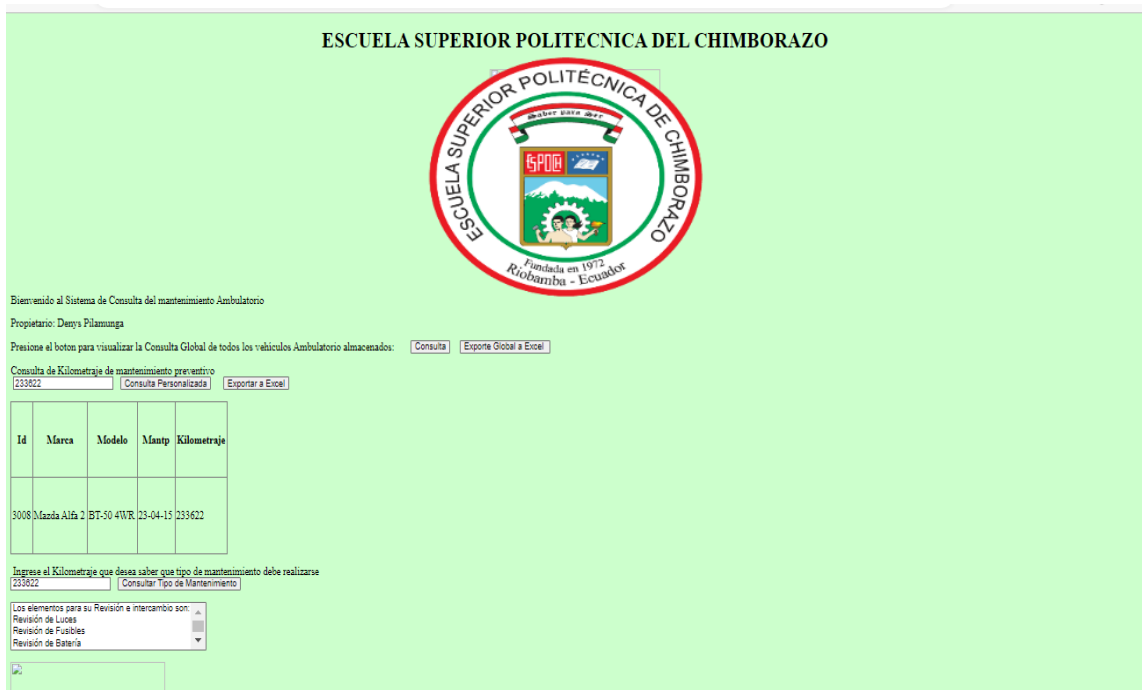 ESCUELA SUPERIOR POLITECNICA DEL CHIMBORAZO
ESCUELA SUPERIOR POLITÉCNICA DE CHIMBORAZO
Saber para Ser
ESPOCH
Fundada en 1972
Riobamba - Ecuador
Bienvenido al Sistema de Consulta del mantenimiento Ambulatorio
Propietario: Denys Pilamunga
Presione el boton para visualizar la Consulta Global de todos los vehiculos Ambulatorio almacenados: Consulta Exporte Global a Excel
Consulta de Kilometraje de mantenimiento preventivo
233622 Consulta Personalizada Exportar a Excel
Id Marca Modelo Mantp Kilometraje
3008 Mazda Alfa 2 BT-50 4WR 23-04-15 233622
Ingrese el Kilometraje que desea saber que tipo de mantenimiento debe realizarse
233622 Consultar Tipo de Mantenimiento
Los elementos para su Revisión e intercambio son:
Revisión de Luces
Revisión de Fusibles
Revisión de Batería